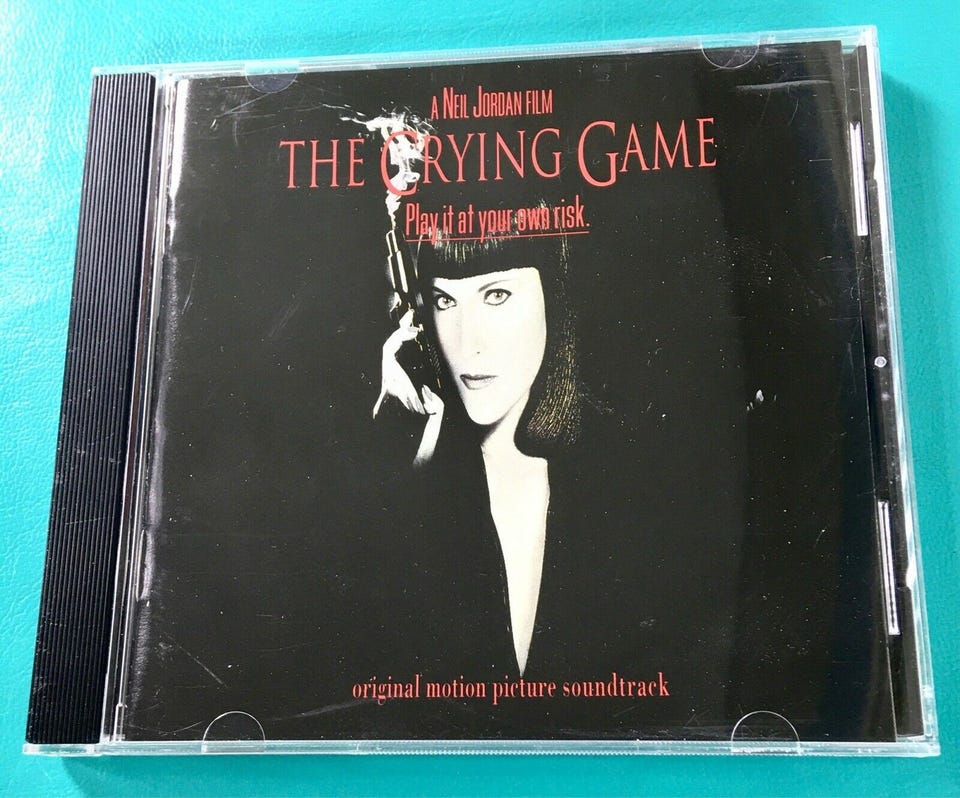 A NEIL JORDAN FILM
THE CRYING GAME
Play it at your own risk.
original motion picture soundtrack